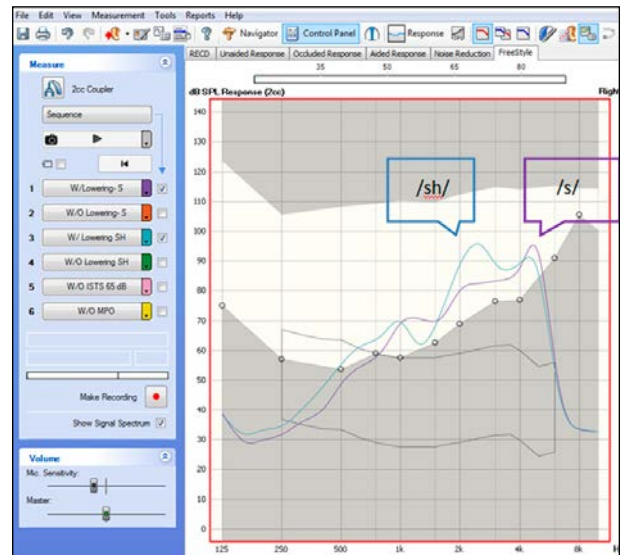 File Edit View Measurement Tools Reports Help
Navigator Control Panel Response
RECD Unaided Response Occluded Response Aided Response Noise Reduction FreeStyle
35 50 65 80
Measure
2cc Coupler
Sequence
1 W/Lowering- S
2 W/O Lowering- S
3 W/ Lowering SH
4 W/O Lowering SH
5 W/O ISTS 65 dB
6 W/O MPO
Make Recording
Show Signal Spectrum
Volume
Mic. Sensitivity:
Master:
dB SPL Response (2cc) Righ
140
130
120
110
100
90
80
70
60
50
40
30
20
10
0
/sh/ /s/
125 250 500 1k 2k 4k 8k H